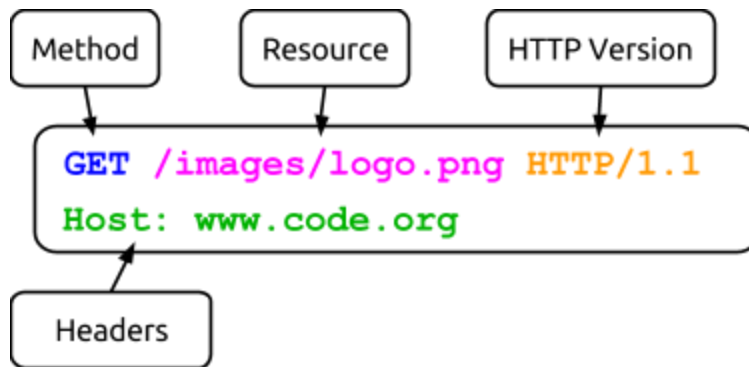 Method
Resource
HTTP Version
GET /images/logo.png HTTP/1.1
Host: www.code.org
Headers